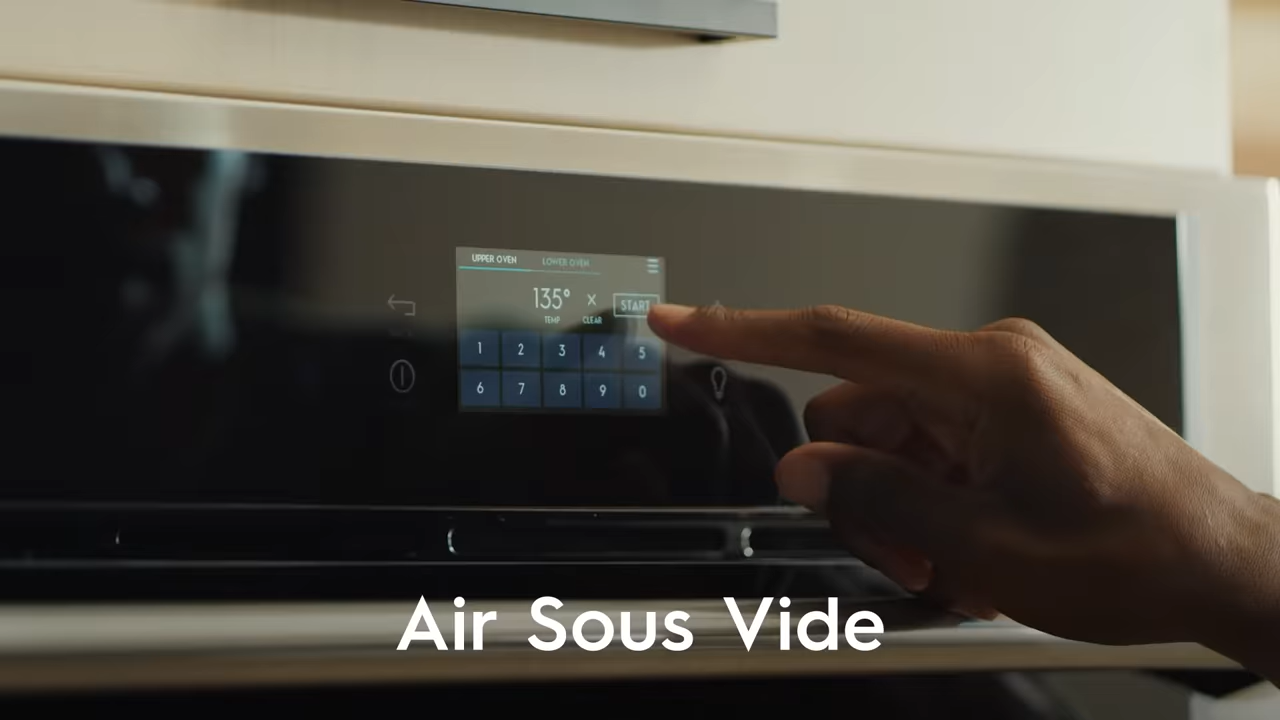 UPPER OVEN LOWER OVEN
135° × START
TEMP CLEAR
1 2 3 4 5
6 7 8 9 0
Air Sous Vide